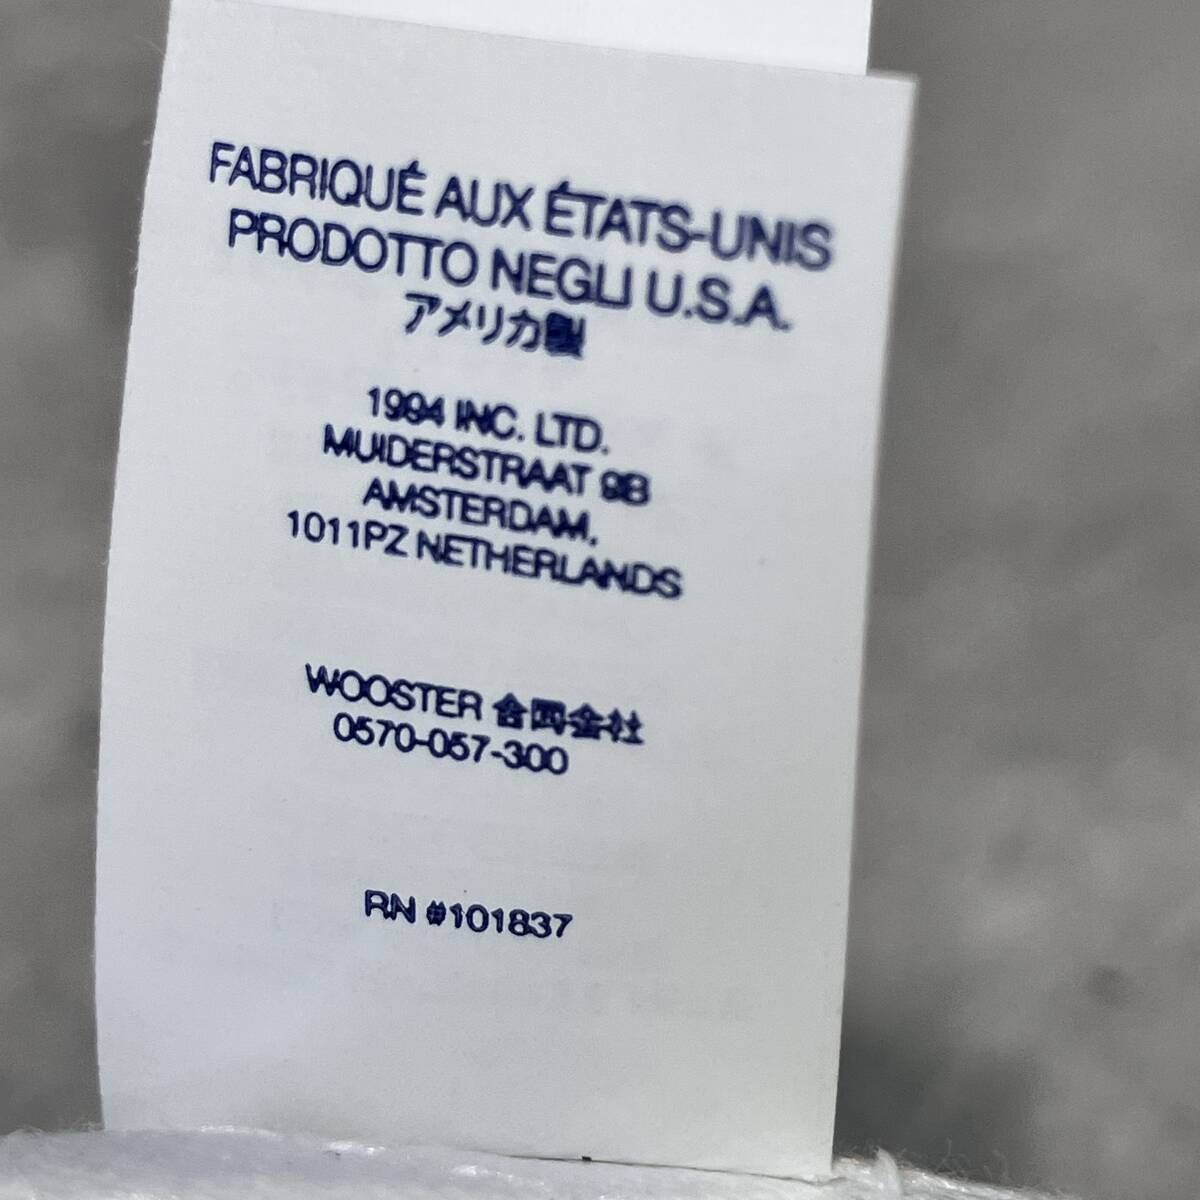 FABRIQUÉ AUX ÉTATS-UNIS
PRODOTTO NEGLI U.S.A.
アメリカ製
1994 INC. LTD.
MUIDERSTRAAT 9B
AMSTERDAM,
1011PZ NETHERLANDS
WOOSTER 合同会社
0570-057-300
RN #101837